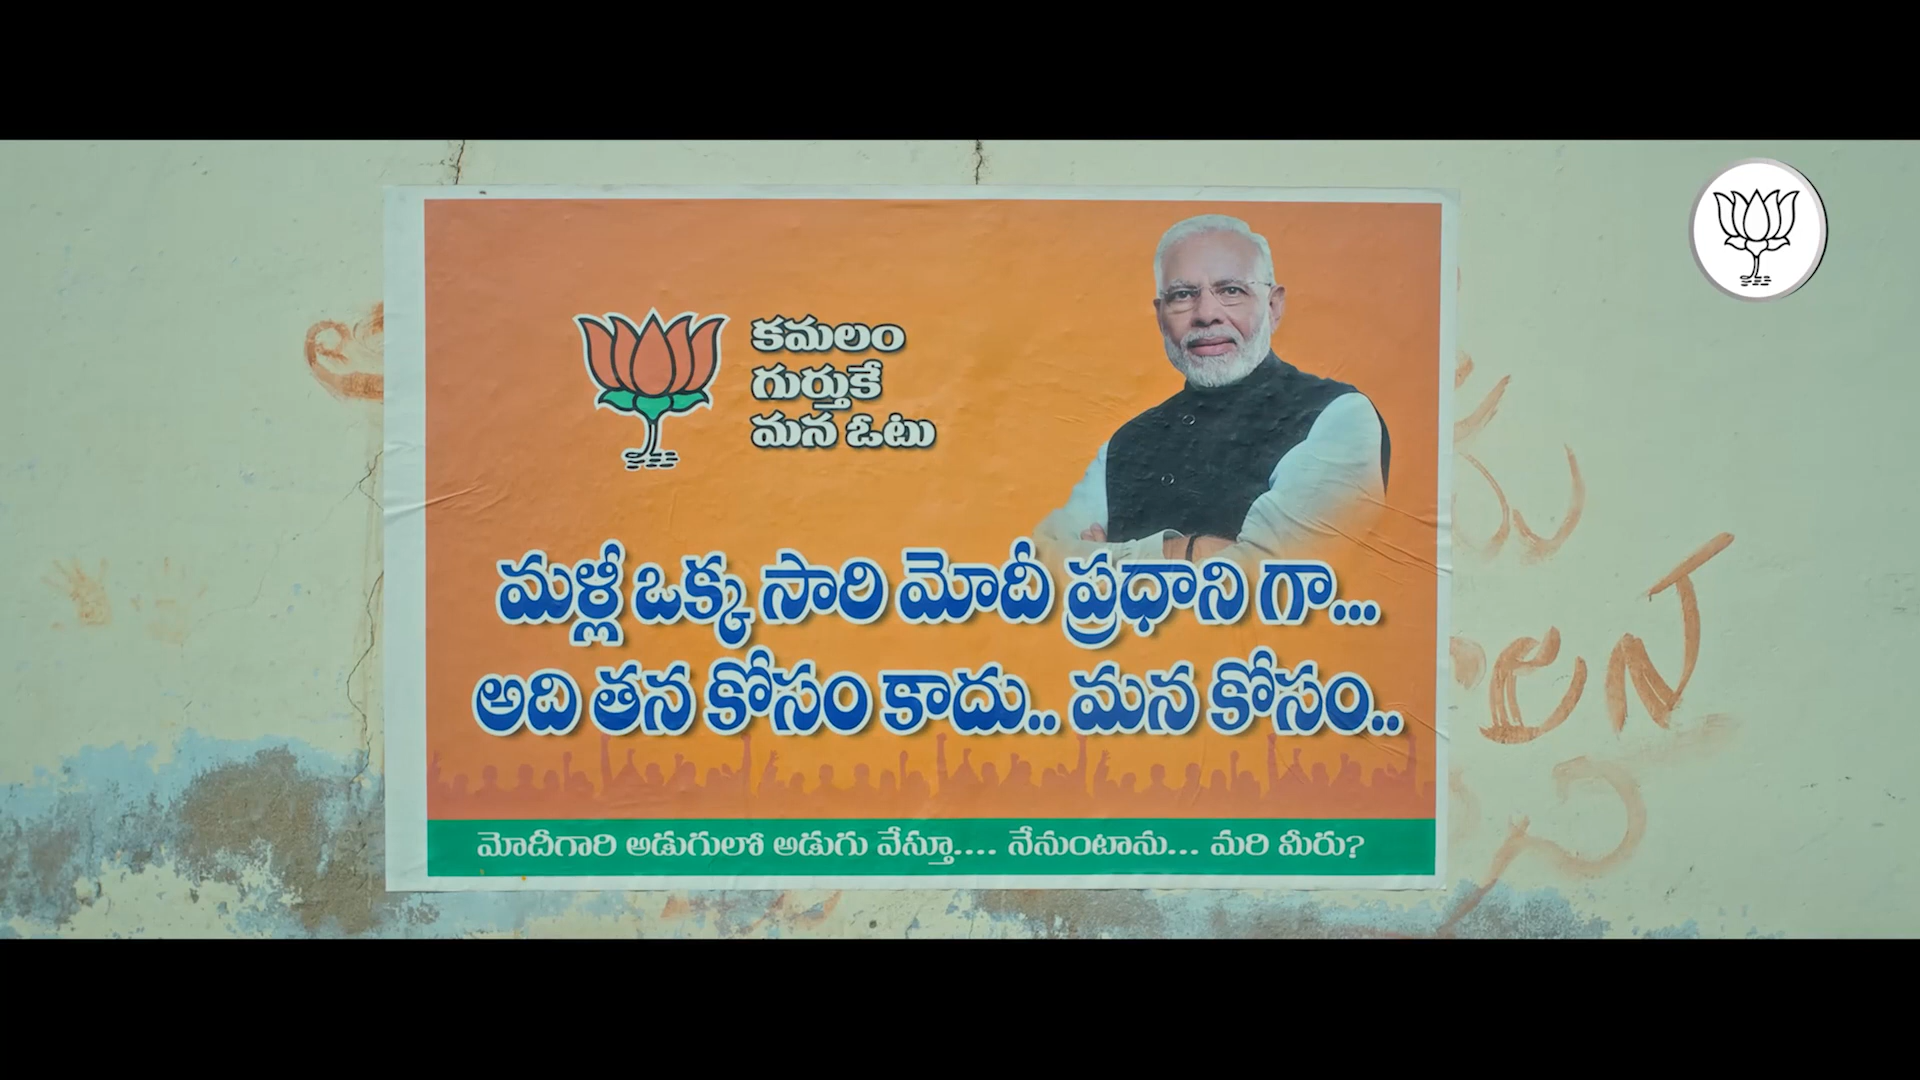 కమలం
గుర్తుకే
మన ఓటు
మళ్లీ ఒక్క సారి మోదీ ప్రధాని గా...
అది తన కోసం కాదు.. మన కోసం..
మోదీగారి అడుగులో అడుగు వేస్తూ.... నేనుంటాను... మరి మీరు?